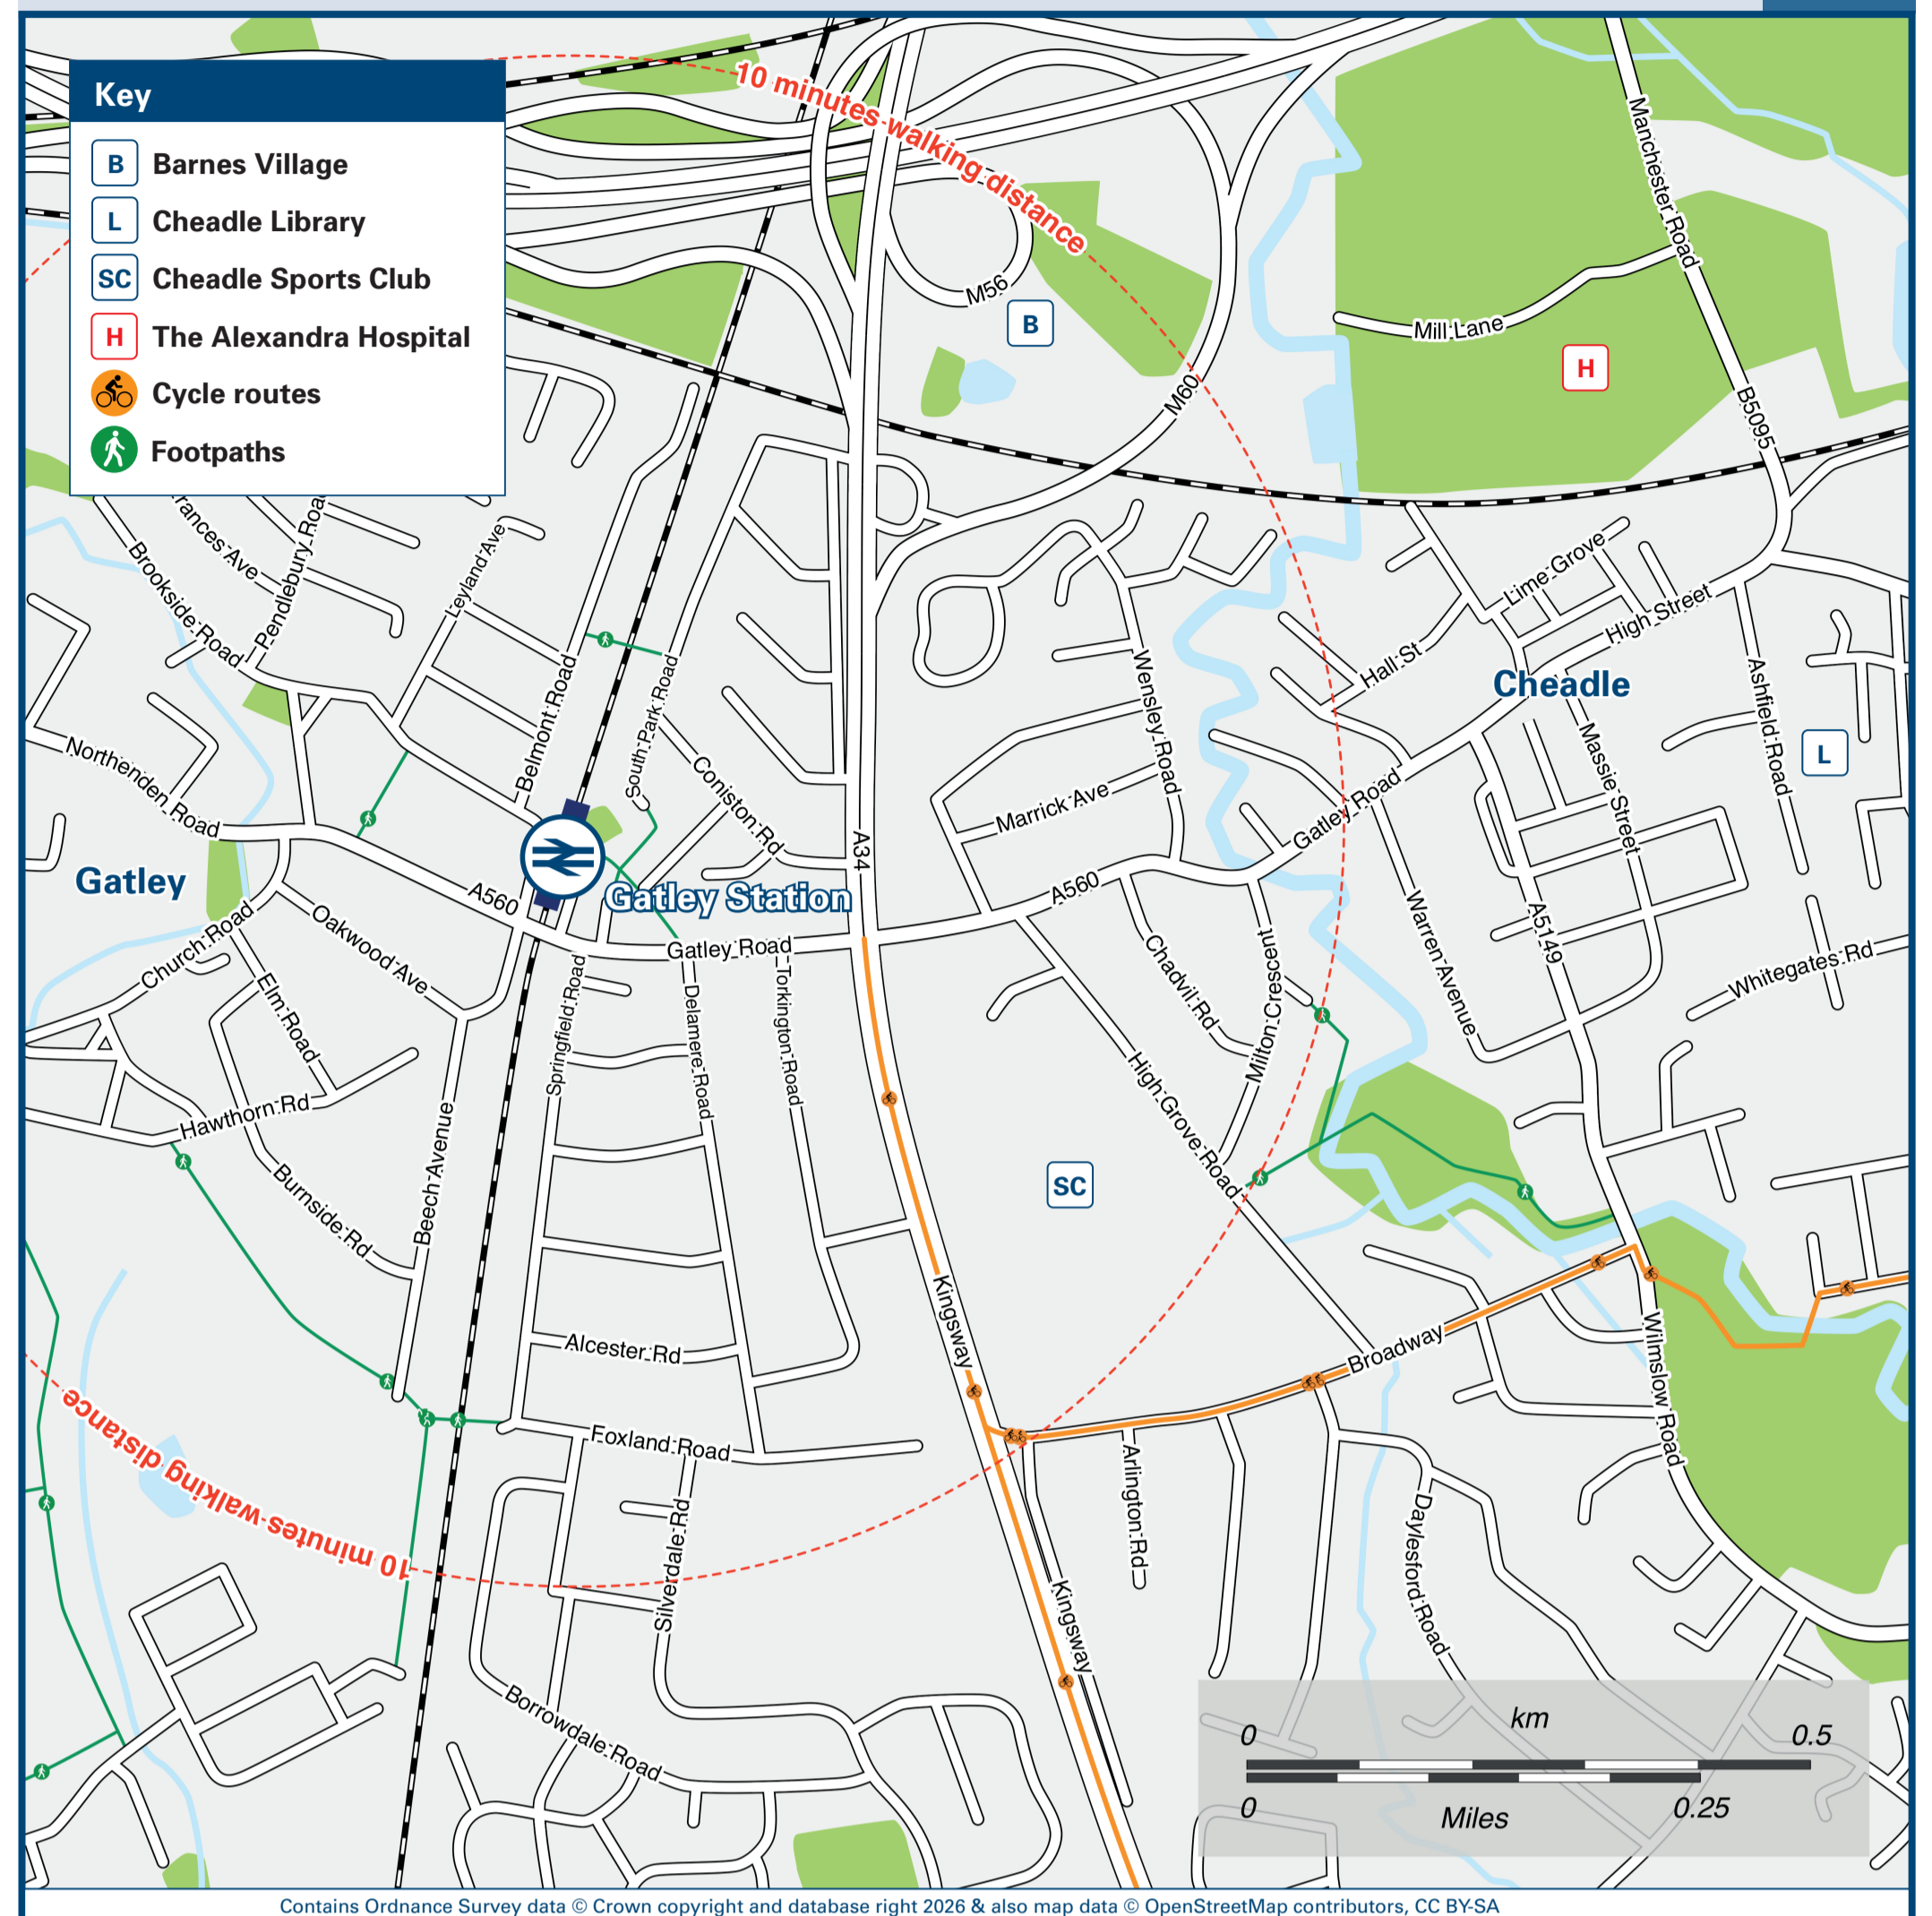 Key
B Barnes Village
L Cheadle Library
SC Cheadle Sports Club
H The Alexandra Hospital
Cycle routes
Footpaths
10 minutes walking distance
Manchester Road
M56
B
Mill Lane
H
M60
B5095
Brookside Road
Pendlebury Road
Leyland Ave
Lime Grove
High Street
Hall St
Cheadle
Belmont Road
South Park Road
Wensley Road
Ashfield Road
Massie Street
L
Northenden Road
Coniston Rd
Marrick Ave
Gatley Road
A34
Gatley
A560
Gatley Station
A560
Warren Avenue
A5149
Church Road
Oakwood Ave
Gatley Road
Chadvil Rd
Milton Crescent
Whitegates Rd
Elm Road
Springfield Road
Delamere Road
Torkington Road
Hawthorn Rd
High Grove Road
Beech Avenue
Burnside Rd
SC
Kingsway
Alcester Rd
Broadway
Wilmslow Road
Foxland Road
10 minutes walking distance
Arlington Rd
Silverdale Rd
Daylesford Road
Kingsway
Borrowdale Road
km
0 0.5
0 0.25
Miles
Contains Ordnance Survey data © Crown copyright and database right 2026 & also map data © OpenStreetMap contributors, CC BY-SA